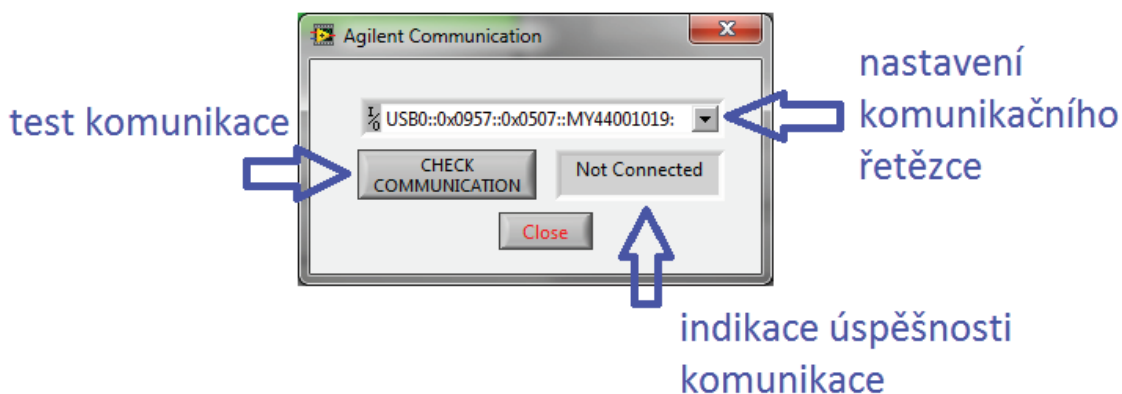 Agilent Communication
nastavení
komunikačního
řetězce
test komunikace
I/O USB0::0x0957::0x0507::MY44001019:
CHECK
COMMUNICATION
Not Connected
Close
indikace úspěšnosti
komunikace